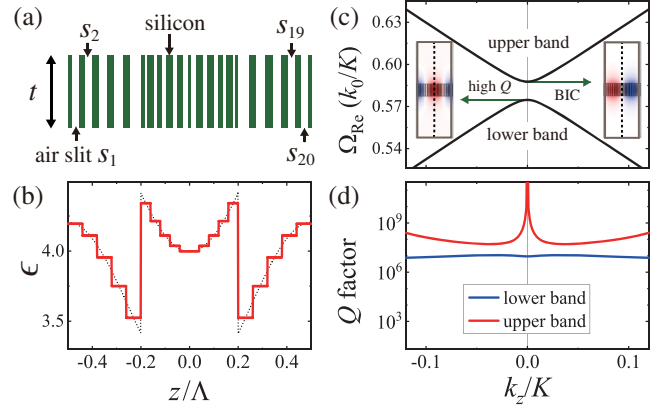 (a)
silicon
s2
s19
t
air slit s1
s20
(b)
ϵ
4.0
3.5
-0.4 -0.2 0.0 0.2 0.4
z/Λ
(c)
ΩRe (k0/K)
0.63
0.60
0.57
0.54
upper band
high Q
BIC
lower band
(d)
Q factor
10^9
10^6
10^3
lower band
upper band
-0.1 0.0 0.1
kz/K